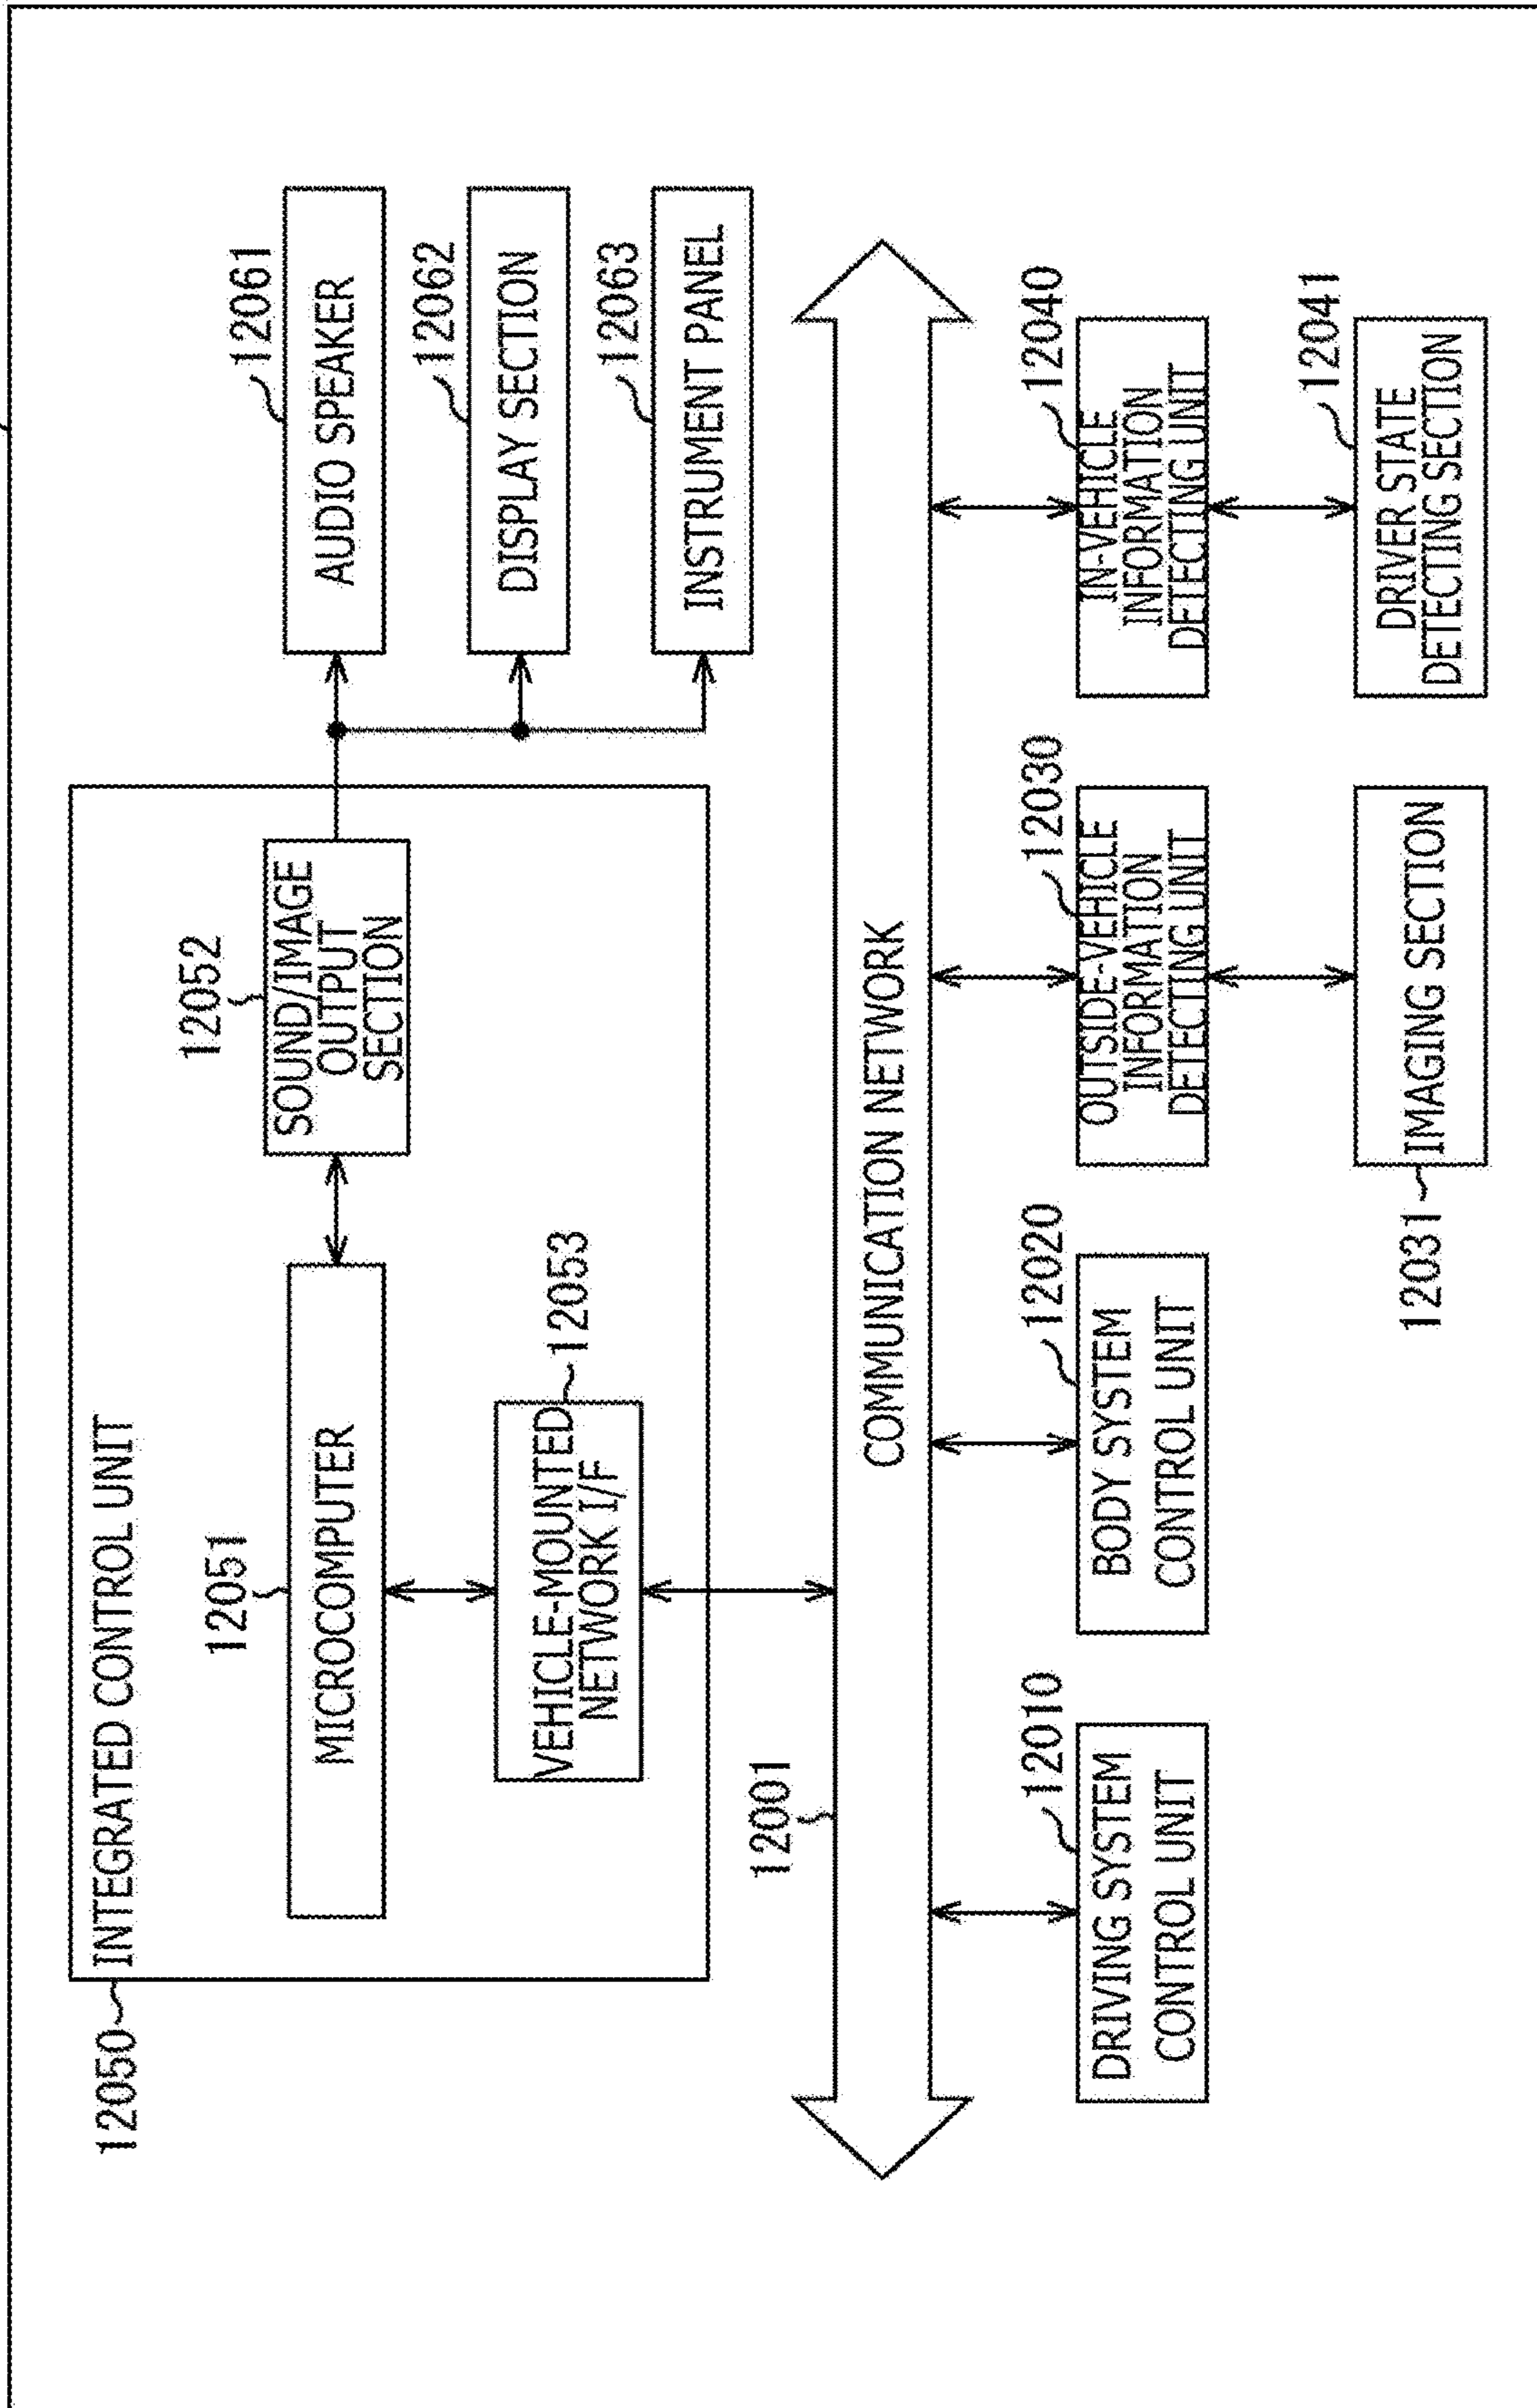 12050
INTEGRATED CONTROL UNIT
12051
MICROCOMPUTER
12052
SOUND/IMAGE
OUTPUT
SECTION
12053
VEHICLE-MOUNTED
NETWORK I/F
12061
AUDIO SPEAKER
12062
DISPLAY SECTION
12063
INSTRUMENT PANEL
12001
COMMUNICATION NETWORK
12010
DRIVING SYSTEM
CONTROL UNIT
12020
BODY SYSTEM
CONTROL UNIT
12030
OUTSIDE-VEHICLE
INFORMATION
DETECTING UNIT
12040
IN-VEHICLE
INFORMATION
DETECTING UNIT
12031
IMAGING SECTION
12041
DRIVER STATE
DETECTING SECTION